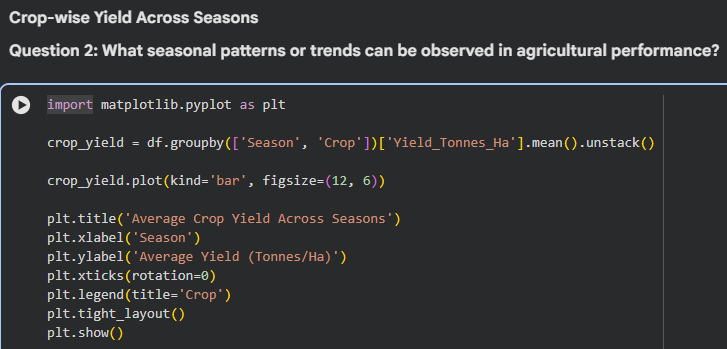 Crop-wise Yield Across Seasons
Question 2: What seasonal patterns or trends can be observed in agricultural performance?
import matplotlib.pyplot as plt
crop_yield = df.groupby(['Season', 'Crop'])['Yield_Tonnes_Ha'].mean().unstack()
crop_yield.plot(kind='bar', figsize=(12, 6))
plt.title('Average Crop Yield Across Seasons')
plt.xlabel('Season')
plt.ylabel('Average Yield (Tonnes/Ha)')
plt.xticks(rotation=0)
plt.legend(title='Crop')
plt.tight_layout()
plt.show()